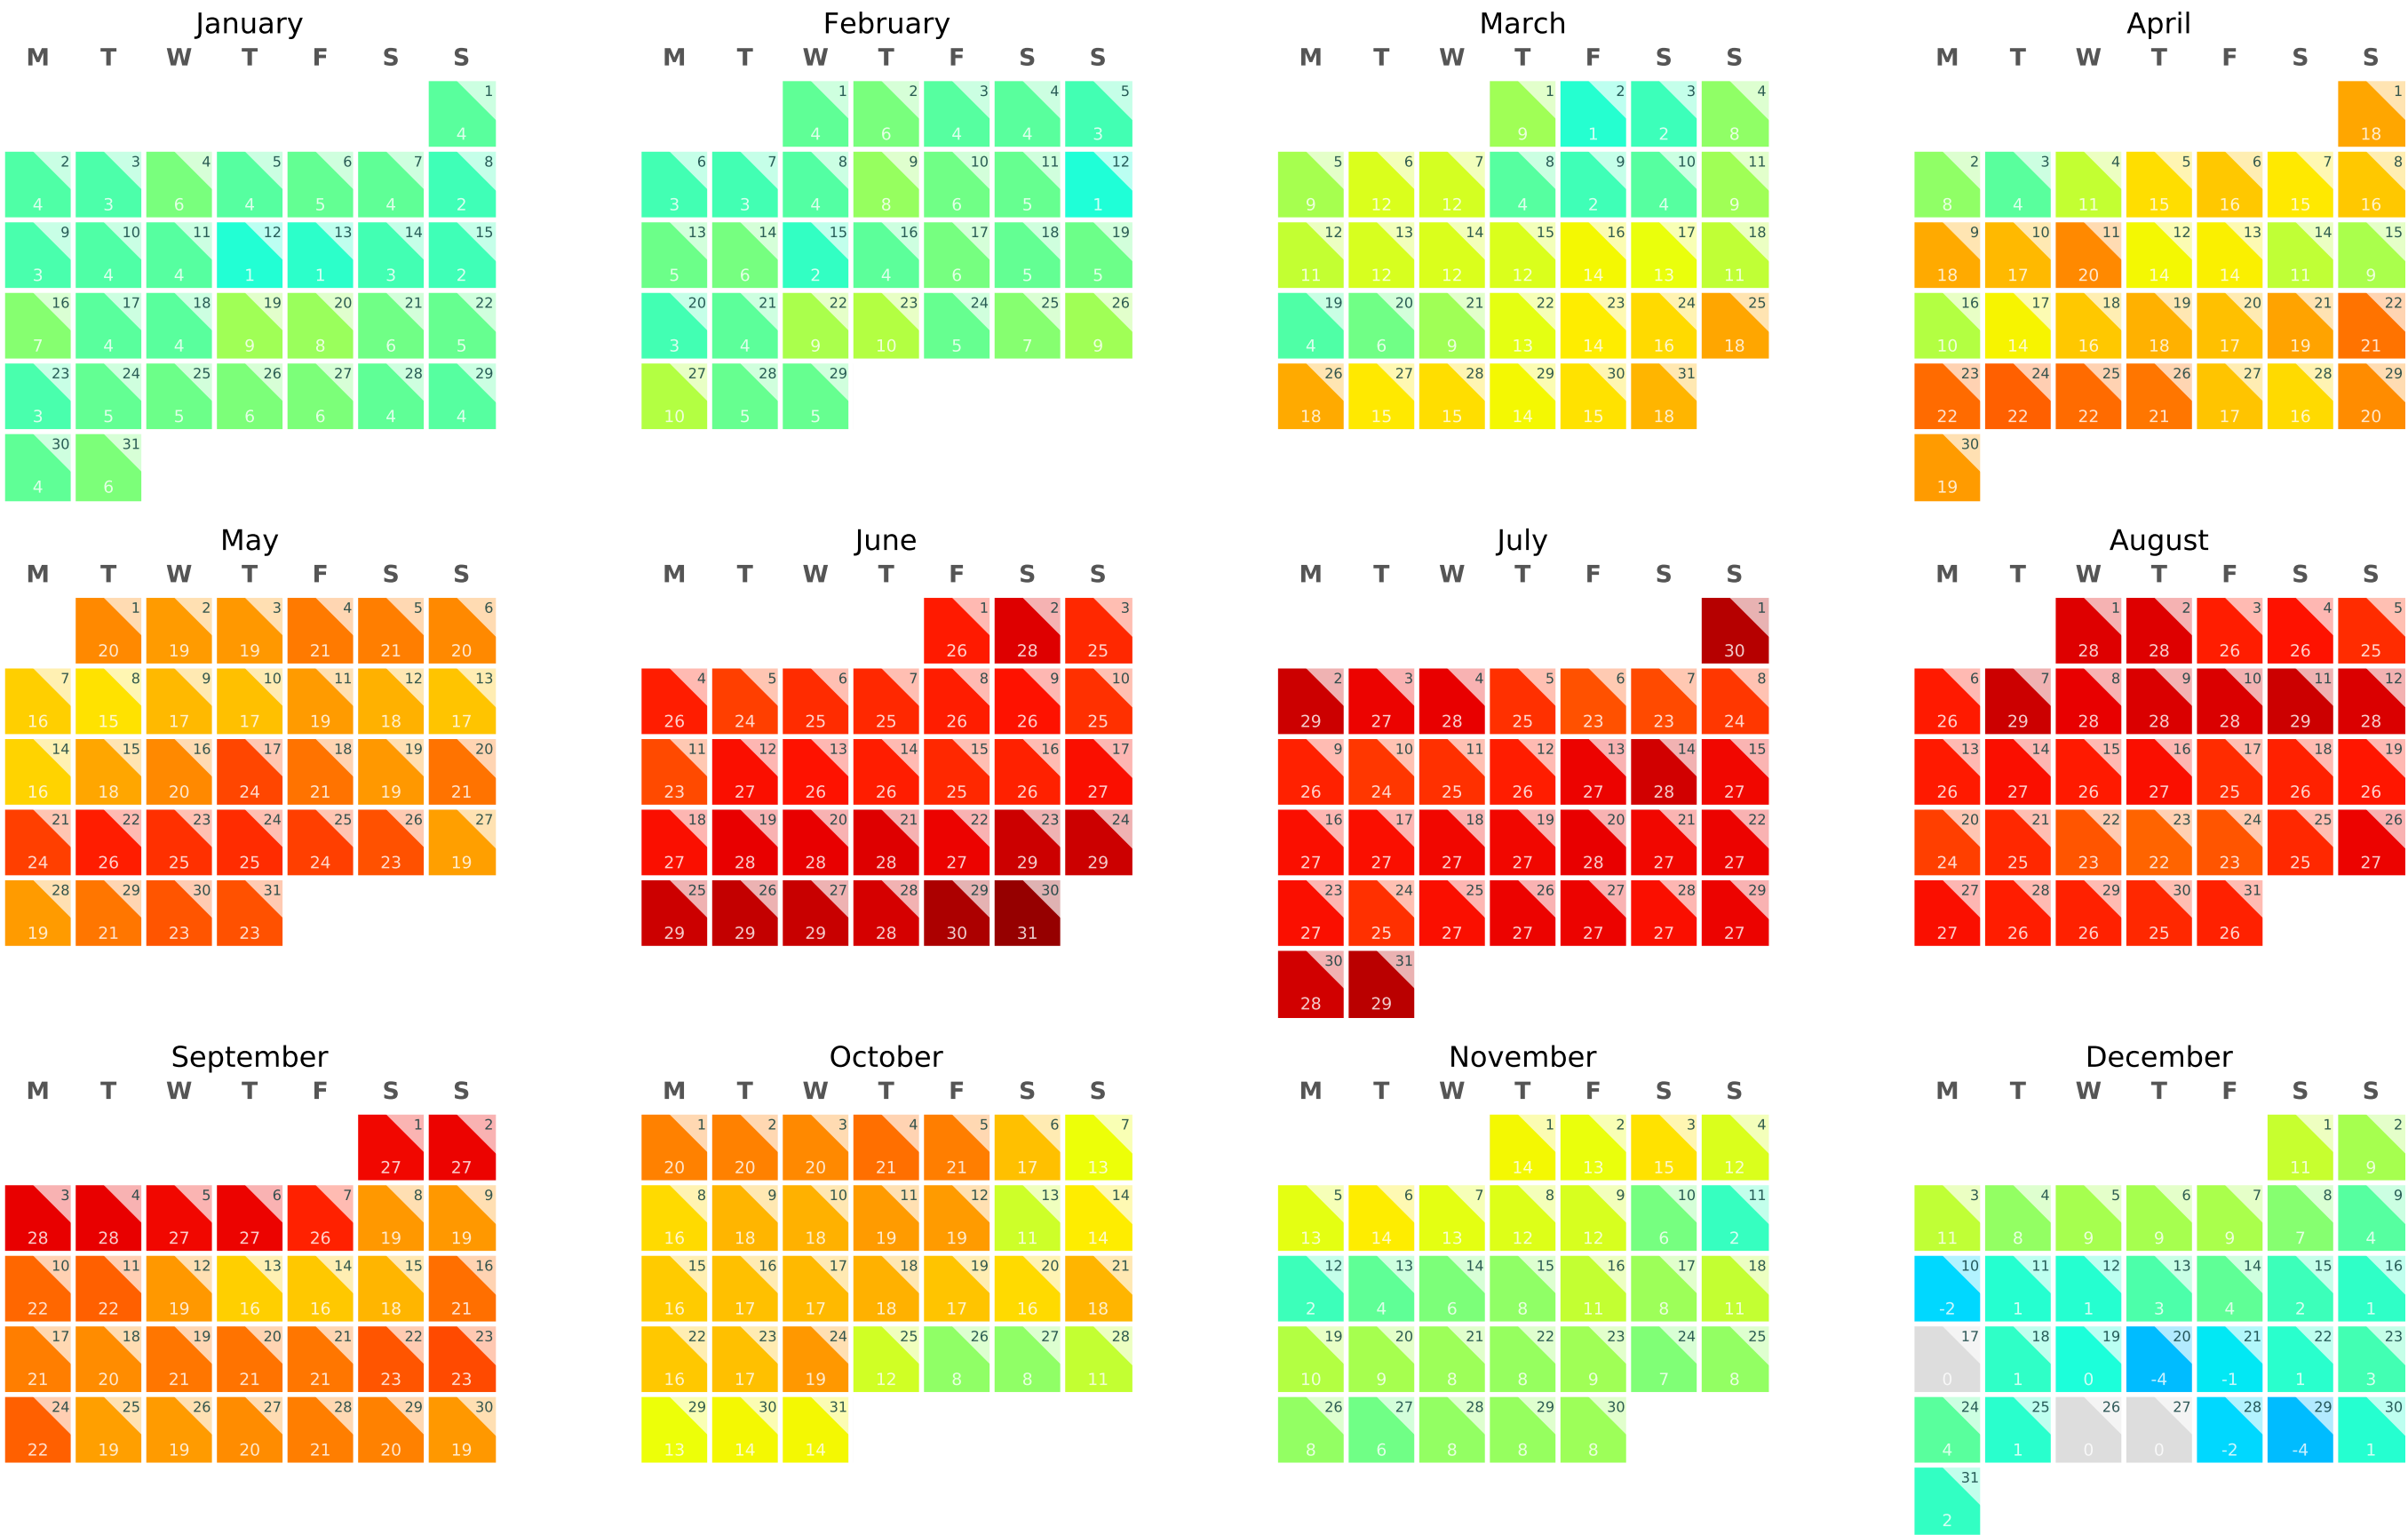 January February March April
M T W T F S S M T W T F S S M T W T F S S M T W T F S S
1 1 2 3 4 5 1 2 3 4 1
4 4 6 4 4 3 9 1 2 8 18
2 3 4 5 6 7 8 6 7 8 9 10 11 12 5 6 7 8 9 10 11 2 3 4 5 6 7 8
4 3 6 4 5 4 2 3 3 4 8 6 5 1 9 12 12 4 2 4 9 8 4 11 15 16 15 16
9 10 11 12 13 14 15 13 14 15 16 17 18 19 12 13 14 15 16 17 18 9 10 11 12 13 14 15
3 4 4 1 1 3 2 5 6 2 4 6 5 5 11 12 12 12 14 13 11 18 17 20 14 14 11 9
16 17 18 19 20 21 22 20 21 22 23 24 25 26 19 20 21 22 23 24 25 16 17 18 19 20 21 22
7 4 4 9 8 6 5 3 4 9 10 5 7 9 4 6 9 13 14 16 18 10 14 16 18 17 19 21
23 24 25 26 27 28 29 27 28 29 26 27 28 29 30 31 23 24 25 26 27 28 29
3 5 5 6 6 4 4 10 5 5 18 15 15 14 15 18 22 22 22 21 17 16 20
30 31 30
4 6 19
May June July August
M T W T F S S M T W T F S S M T W T F S S M T W T F S S
1 2 3 4 5 6 1 2 3 1 1 2 3 4 5
20 19 19 21 21 20 26 28 25 30 28 28 26 26 25
7 8 9 10 11 12 13 4 5 6 7 8 9 10 2 3 4 5 6 7 8 6 7 8 9 10 11 12
16 15 17 17 19 18 17 26 24 25 25 26 26 25 29 27 28 25 23 23 24 26 29 28 28 28 29 28
14 15 16 17 18 19 20 11 12 13 14 15 16 17 9 10 11 12 13 14 15 13 14 15 16 17 18 19
16 18 20 24 21 19 21 23 27 26 26 25 26 27 26 24 25 26 27 28 27 26 27 26 27 25 26 26
21 22 23 24 25 26 27 18 19 20 21 22 23 24 16 17 18 19 20 21 22 20 21 22 23 24 25 26
24 26 25 25 24 23 19 27 28 28 28 27 29 29 27 27 27 27 28 27 27 24 25 23 22 23 25 27
28 29 30 31 25 26 27 28 29 30 23 24 25 26 27 28 29 27 28 29 30 31
19 21 23 23 29 29 29 28 30 31 27 25 27 27 27 27 27 27 26 26 25 26
30 31
28 29
September October November December
M T W T F S S M T W T F S S M T W T F S S M T W T F S S
1 2 1 2 3 4 5 6 7 1 2 3 4 1 2
27 27 20 20 20 21 21 17 13 14 13 15 12 11 9
3 4 5 6 7 8 9 8 9 10 11 12 13 14 5 6 7 8 9 10 11 3 4 5 6 7 8 9
28 28 27 27 26 19 19 16 18 18 19 19 11 14 13 14 13 12 12 6 2 11 8 9 9 9 7 4
10 11 12 13 14 15 16 15 16 17 18 19 20 21 12 13 14 15 16 17 18 10 11 12 13 14 15 16
22 22 19 16 16 18 21 16 17 17 18 17 16 18 2 4 6 8 11 8 11 -2 1 1 3 4 2 1
17 18 19 20 21 22 23 22 23 24 25 26 27 28 19 20 21 22 23 24 25 17 18 19 20 21 22 23
21 20 21 21 21 23 23 16 17 19 12 8 8 11 10 9 8 8 9 7 8 0 1 0 -4 -1 1 3
24 25 26 27 28 29 30 29 30 31 26 27 28 29 30 24 25 26 27 28 29 30
22 19 19 20 21 20 19 13 14 14 8 6 8 8 8 4 1 0 0 -2 -4 1
31
2